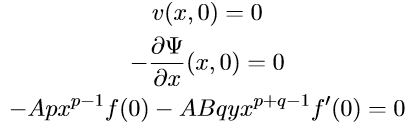 v(x, 0) = 0
−∂Ψ/∂x (x, 0) = 0
−Apx^{p−1} f(0) − ABqyx^{p+q−1} f′(0) = 0